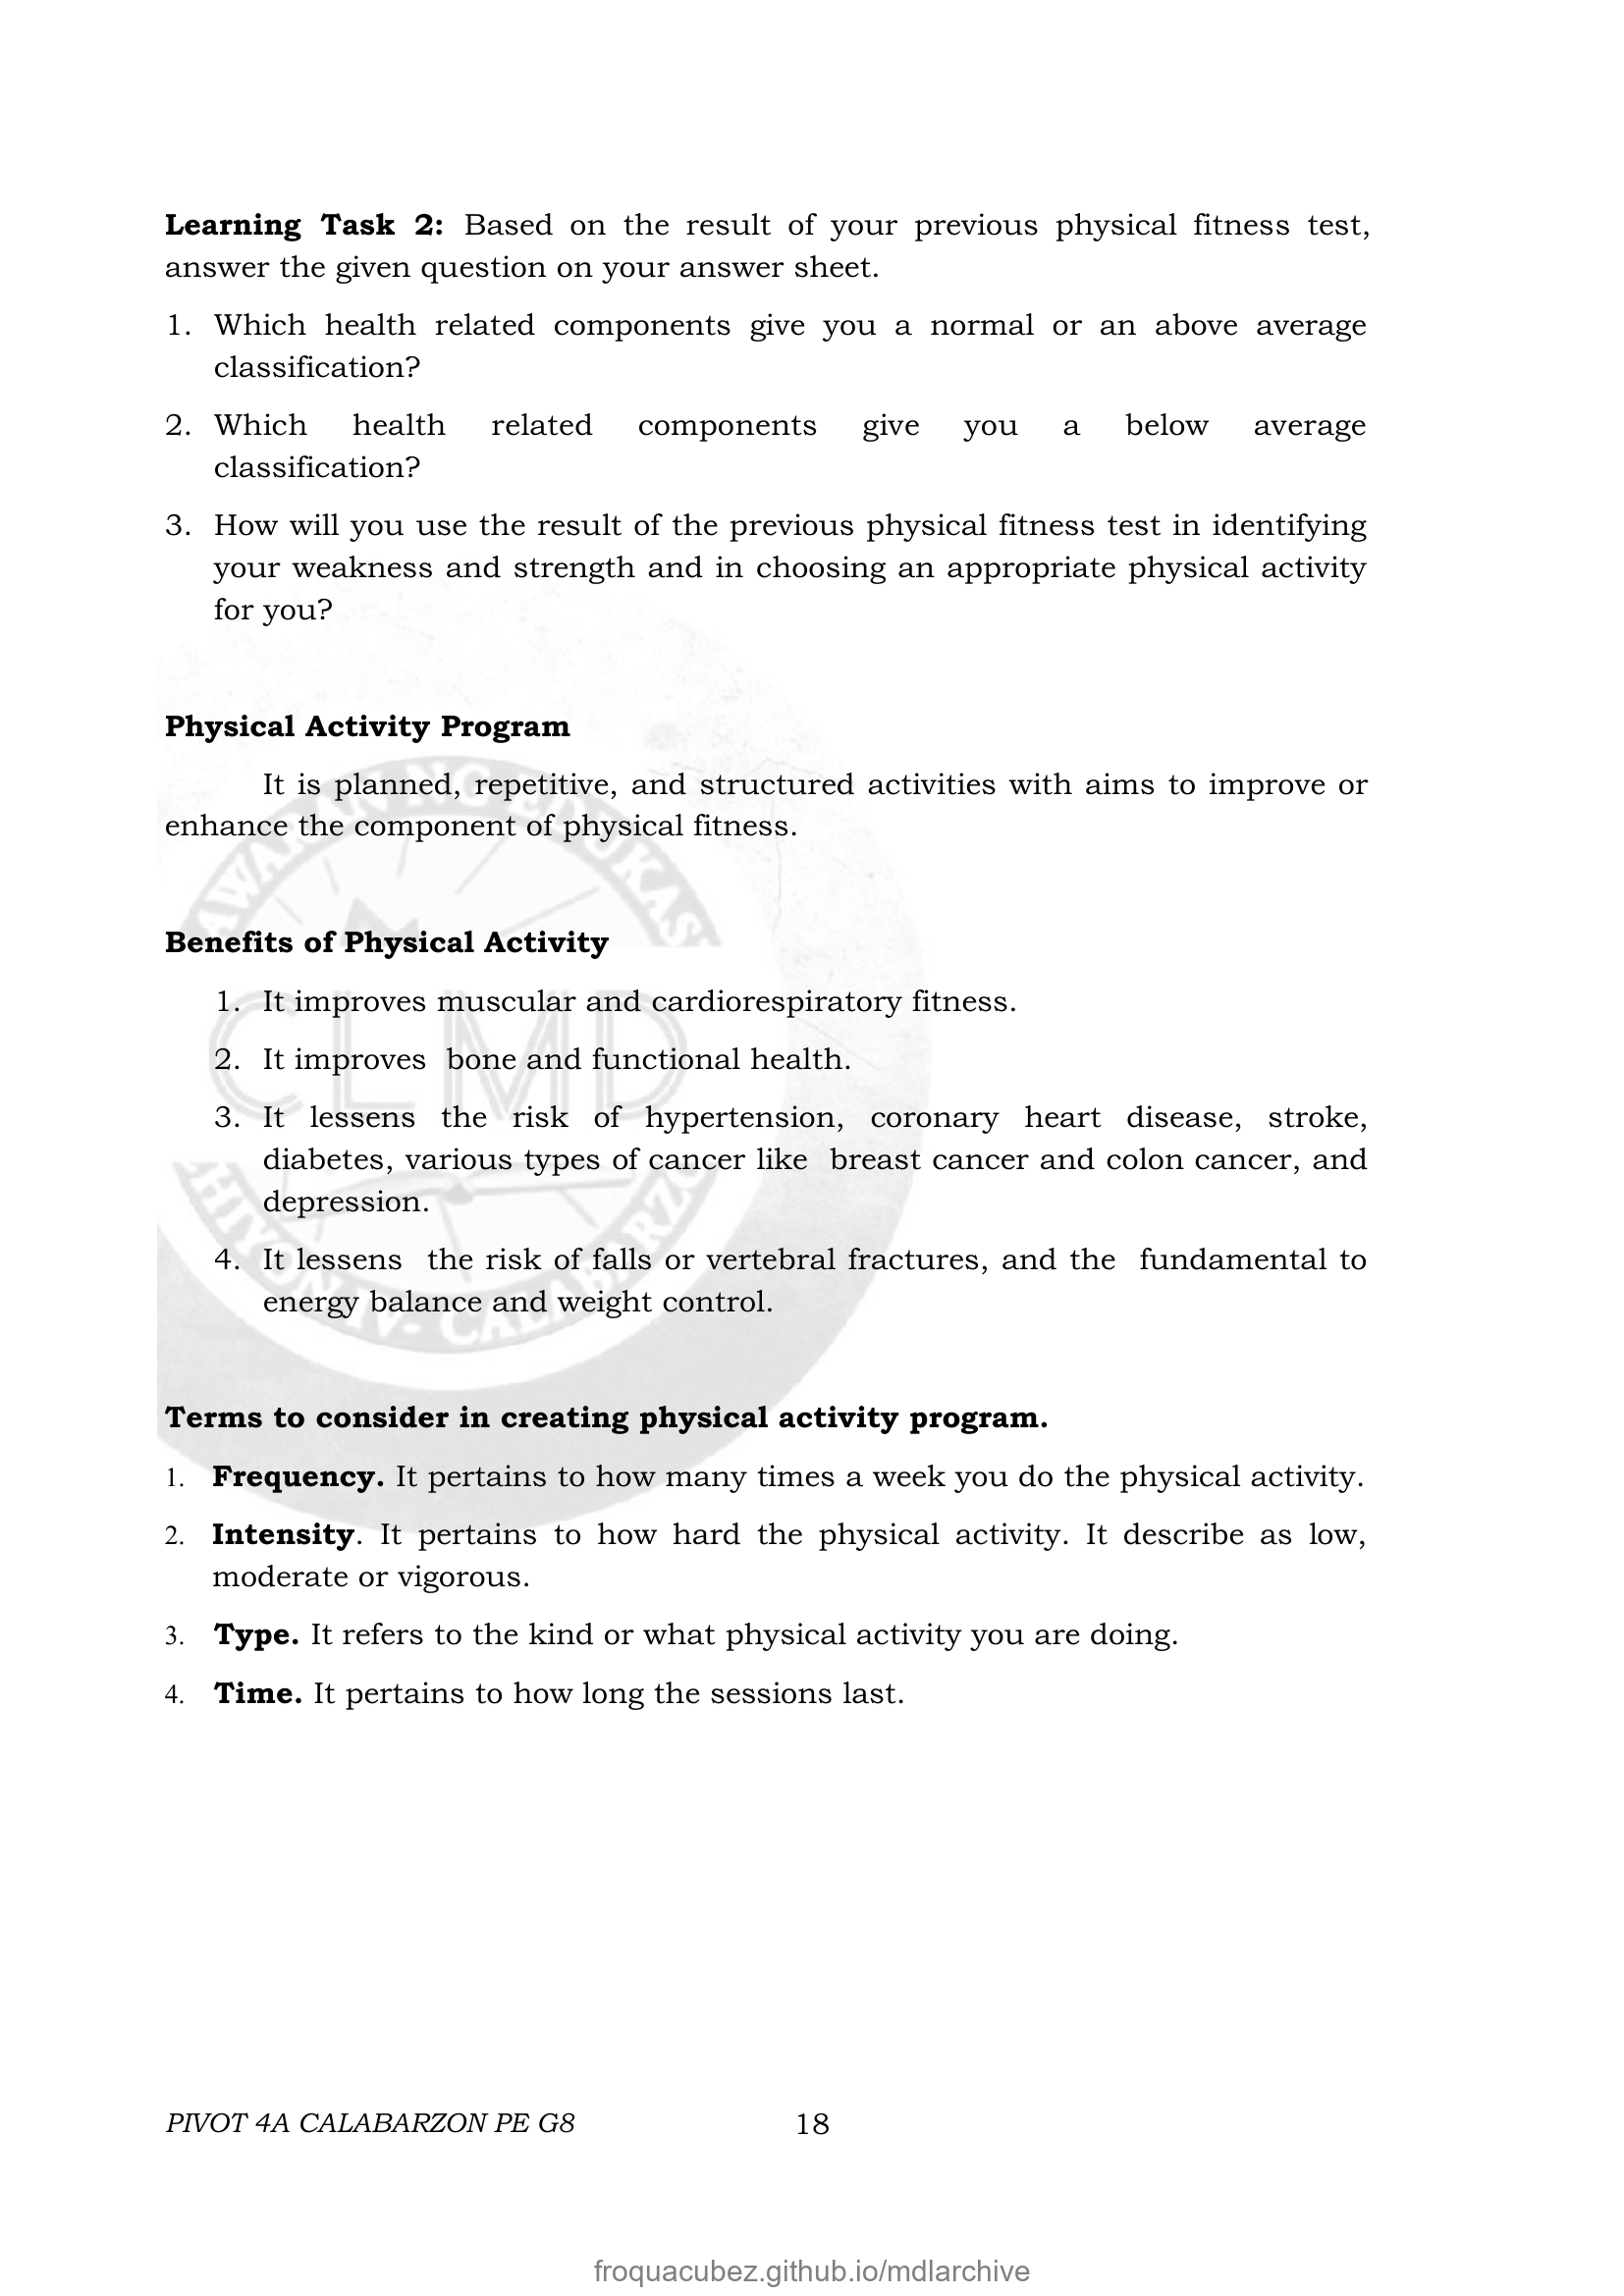 Learning Task 2: Based on the result of your previous physical fitness test,
answer the given question on your answer sheet.
1. Which health related components give you a normal or an above average
classification?
2. Which health related components give you a below average
classification?
3. How will you use the result of the previous physical fitness test in identifying
your weakness and strength and in choosing an appropriate physical activity
for you?
Physical Activity Program
It is planned, repetitive, and structured activities with aims to improve or
enhance the component of physical fitness.
Benefits of Physical Activity
1. It improves muscular and cardiorespiratory fitness.
CLMD
2. It improves bone and functional health.
3. It lessens the risk of hypertension, coronary heart disease, stroke,
diabetes, various types of cancer like breast cancer and colon cancer, and
depression.
4. It lessens the risk of falls or vertebral fractures, and the fundamental to
energy balance and weight control.
Terms to consider in creating physical activity program.
1. Frequency. It pertains to how many times a week you do the physical activity.
2. Intensity. It pertains to how hard the physical activity. It describe as low,
moderate or vigorous.
3. Type. It refers to the kind or what physical activity you are doing.
4. Time. It pertains to how long the sessions last.
PIVOT 4A CALABARZON PE G8 18
froquacubez.github.io/mdlarchive